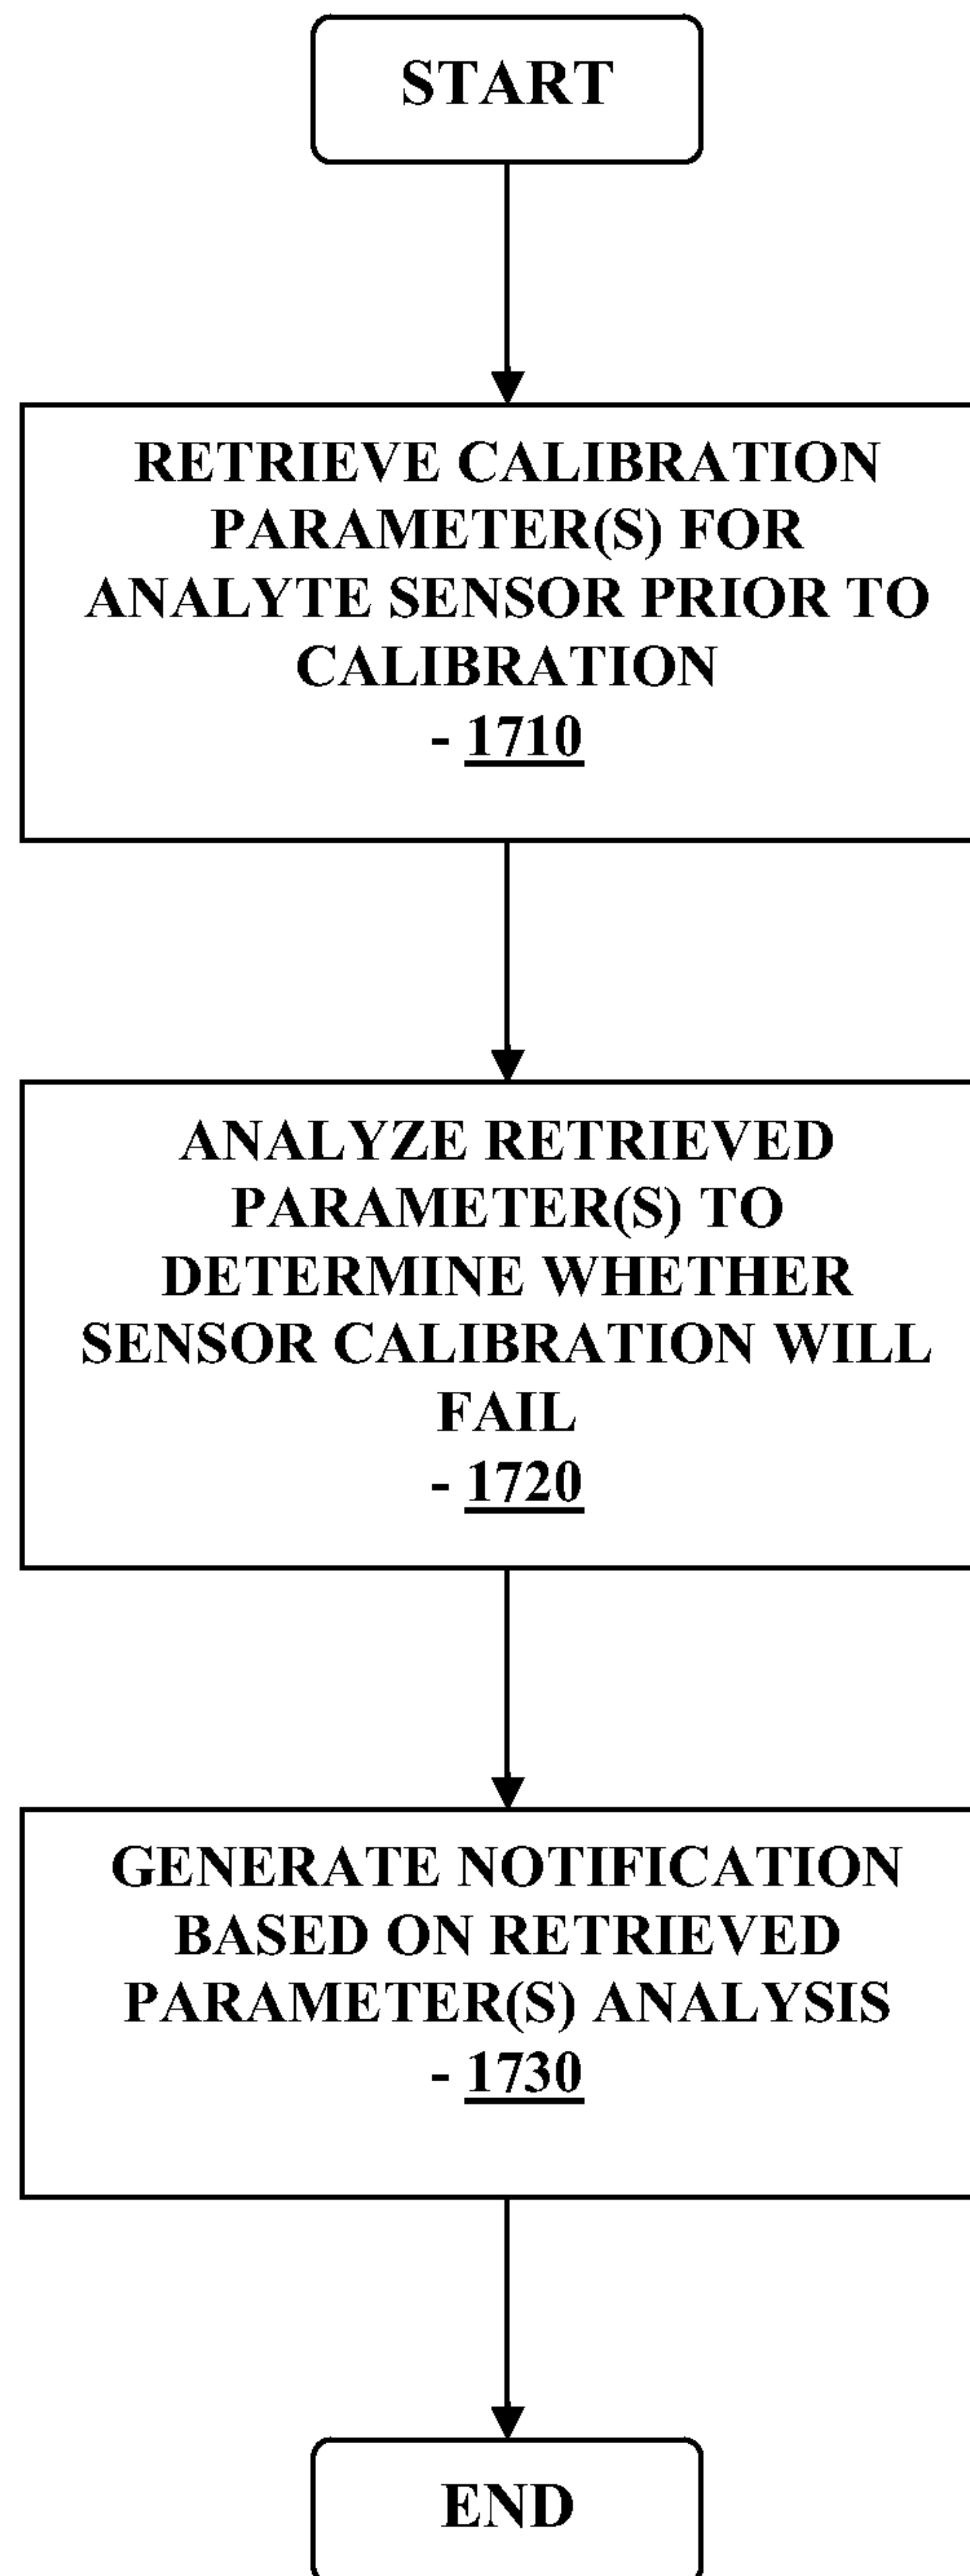 START
RETRIEVE CALIBRATION
PARAMETER(S) FOR
ANALYTE SENSOR PRIOR TO
CALIBRATION
- 1710
ANALYZE RETRIEVED
PARAMETER(S) TO
DETERMINE WHETHER
SENSOR CALIBRATION WILL
FAIL
- 1720
GENERATE NOTIFICATION
BASED ON RETRIEVED
PARAMETER(S) ANALYSIS
- 1730
END